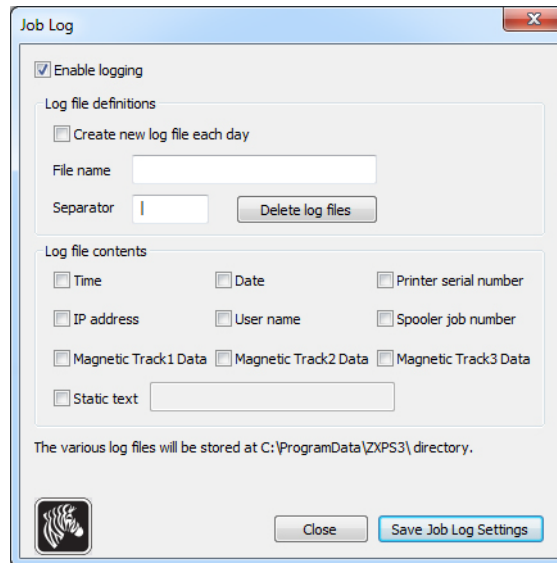 Job Log
Enable logging
Log file definitions
Create new log file each day
File name
Separator Delete log files
Log file contents
Time Date Printer serial number
IP address User name Spooler job number
Magnetic Track1 Data Magnetic Track2 Data Magnetic Track3 Data
Static text
The various log files will be stored at C:\ProgramData\ZXPS3\ directory.
Close Save Job Log Settings